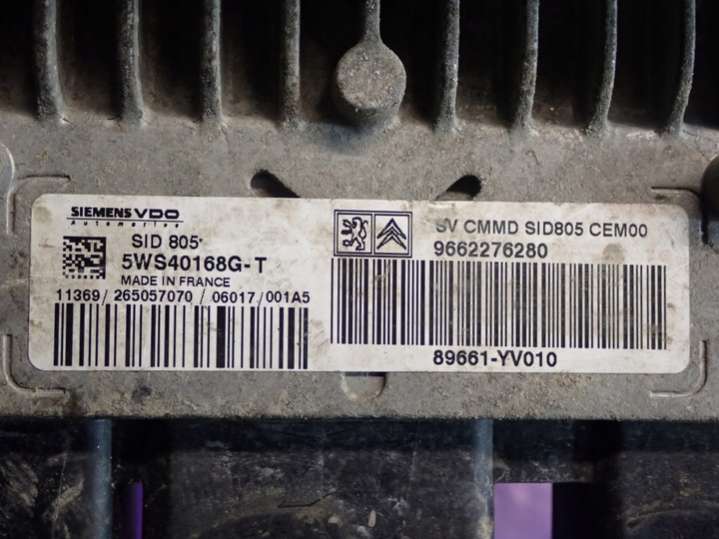 SIEMENS VDO
Automotive
SID 805
5WS40168G-T
MADE IN FRANCE
11369/265057070/06017/001A5
SV CMMD SID805 CEM00
9662276280
89661-YV010